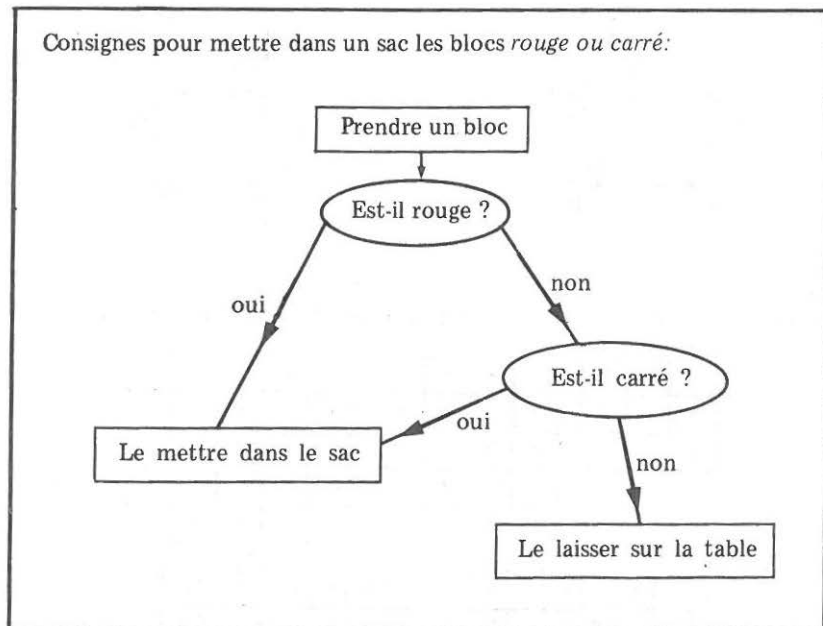 Consignes pour mettre dans un sac les blocs rouge ou carré:
Prendre un bloc
Est-il rouge ?
oui
non
Est-il carré ?
oui
Le mettre dans le sac
non
Le laisser sur la table